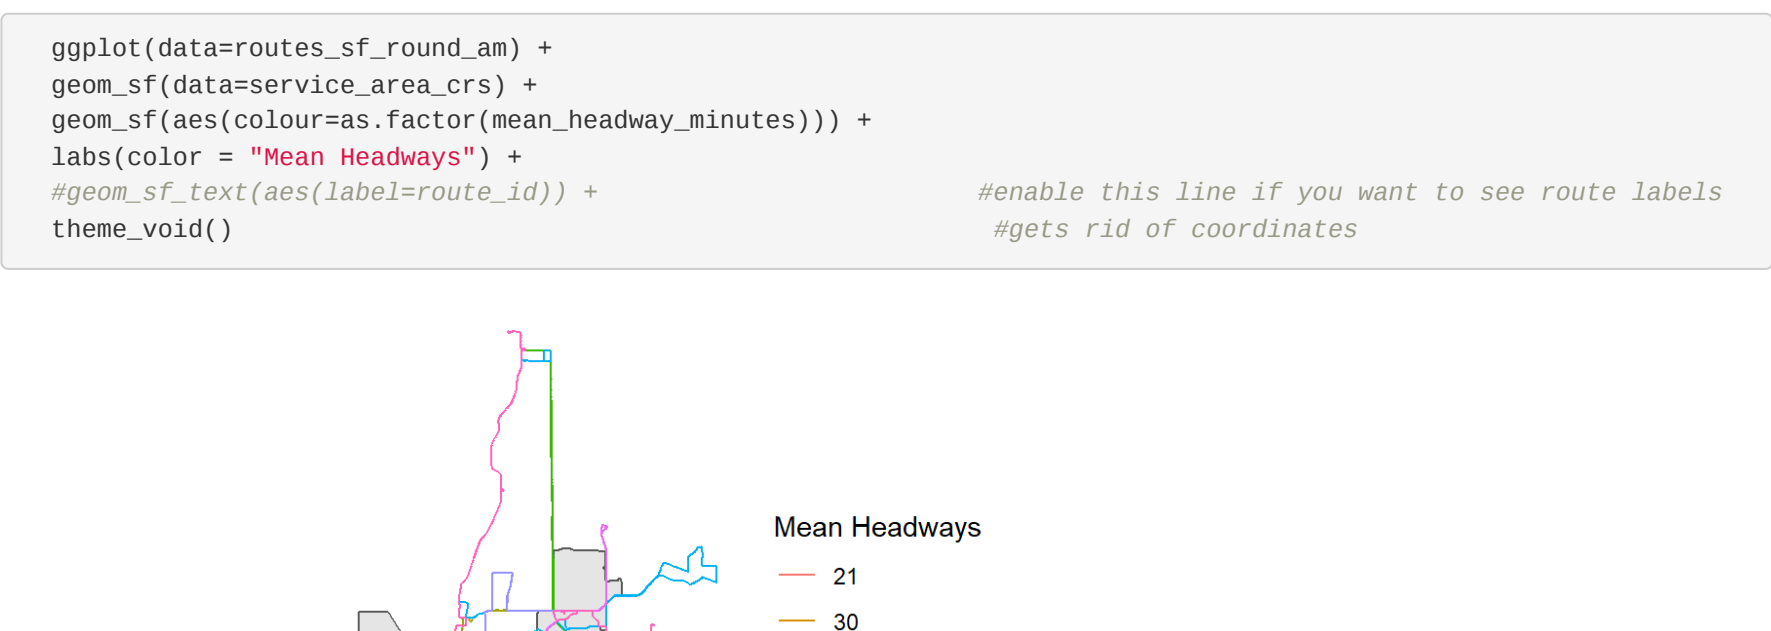 ggplot(data=routes_sf_round_am) +
geom_sf(data=service_area_crs) +
geom_sf(aes(colour=as.factor(mean_headway_minutes))) +
labs(color = "Mean Headways") +
#geom_sf_text(aes(label=route_id)) + #enable this line if you want to see route labels
theme_void() #gets rid of coordinates
Mean Headways
21
30